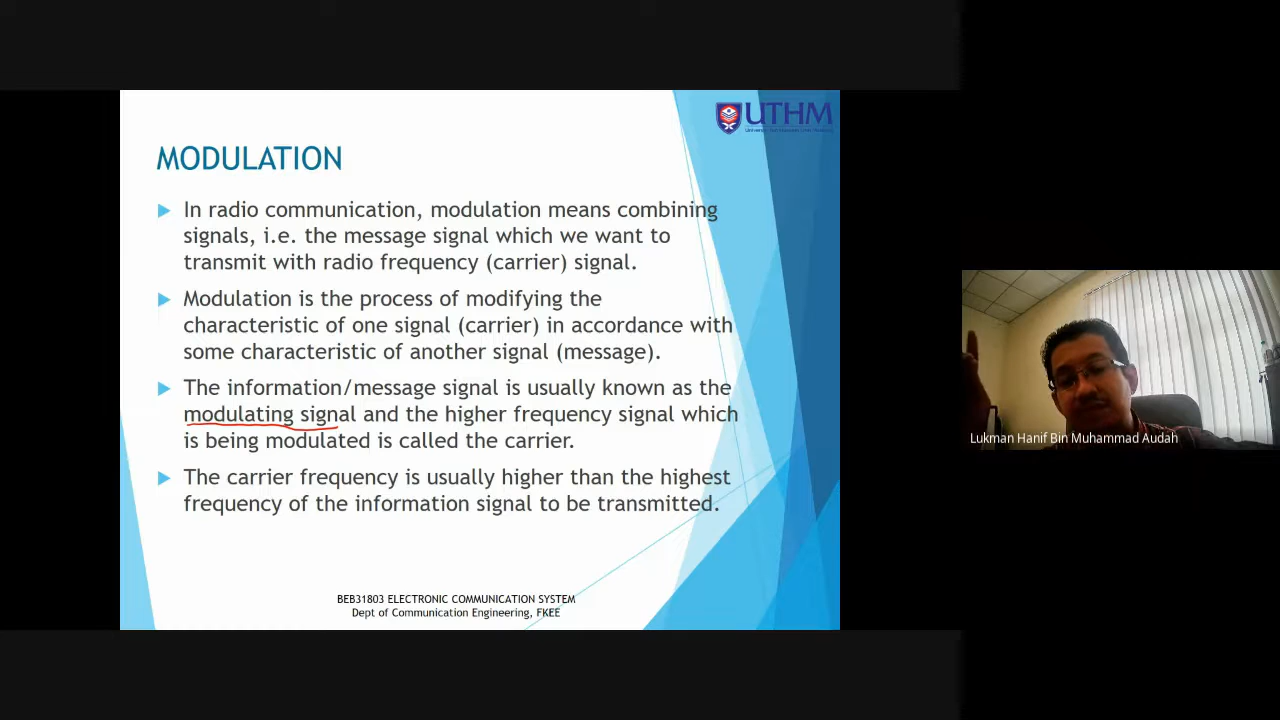 UTHM
MODULATION
In radio communication, modulation means combining
signals, i.e. the message signal which we want to
transmit with radio frequency (carrier) signal.
Modulation is the process of modifying the
characteristic of one signal (carrier) in accordance with
some characteristic of another signal (message).
The information/message signal is usually known as the
modulating signal and the higher frequency signal which
is being modulated is called the carrier.
The carrier frequency is usually higher than the highest
frequency of the information signal to be transmitted.
BEB31803 ELECTRONIC COMMUNICATION SYSTEM
Dept of Communication Engineering, FKEE
Lukman Hanif Bin Muhammad Audah